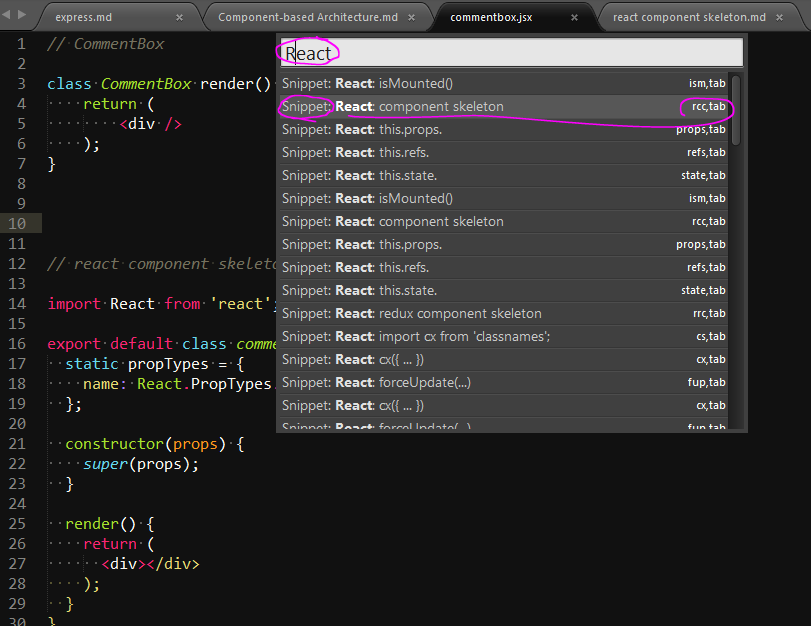 express.md × Component-based Architecture.md × commentbox.jsx × react component skeleton.md ×
1 // CommentBox
2
3 class CommentBox render()
4 return (
5 <div />
6 );
7 }
8
9
10
11
12 // react component skeleto
13
14 import React from 'react';
15
16 export default class comme
17 static propTypes = {
18 name: React.PropTypes.
19 };
20
21 constructor(props) {
22 super(props);
23 }
24
25 render() {
26 return (
27 <div></div>
28 );
29 }
30 }
React
Snippet: React: isMounted() ism,tab
Snippet: React: component skeleton rcc,tab
Snippet: React: this.props. props,tab
Snippet: React: this.refs. refs,tab
Snippet: React: this.state. state,tab
Snippet: React: isMounted() ism,tab
Snippet: React: component skeleton rcc,tab
Snippet: React: this.props. props,tab
Snippet: React: this.refs. refs,tab
Snippet: React: this.state. state,tab
Snippet: React: redux component skeleton rrc,tab
Snippet: React: import cx from 'classnames'; cs,tab
Snippet: React: cx({ ... }) cx,tab
Snippet: React: forceUpdate(...) fup,tab
Snippet: React: cx({ ... }) cx,tab
Snippet: React: forceUpdate(...) fup,tab